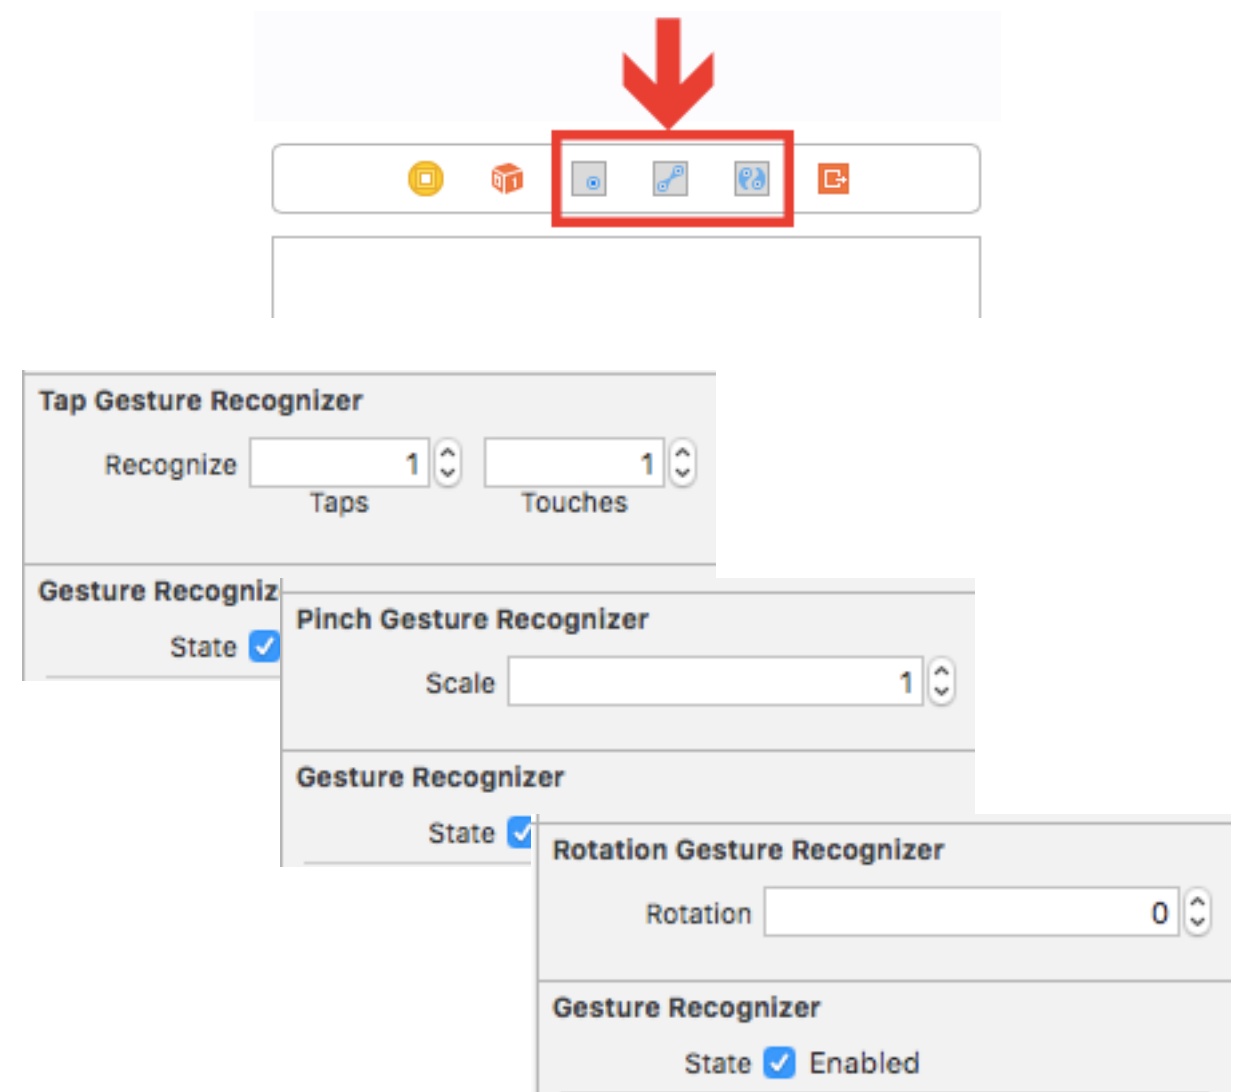 Tap Gesture Recognizer
Recognize 1 1
Taps Touches
Gesture Recogniz
State
Pinch Gesture Recognizer
Scale 1
Gesture Recognizer
State
Rotation Gesture Recognizer
Rotation 0
Gesture Recognizer
State Enabled